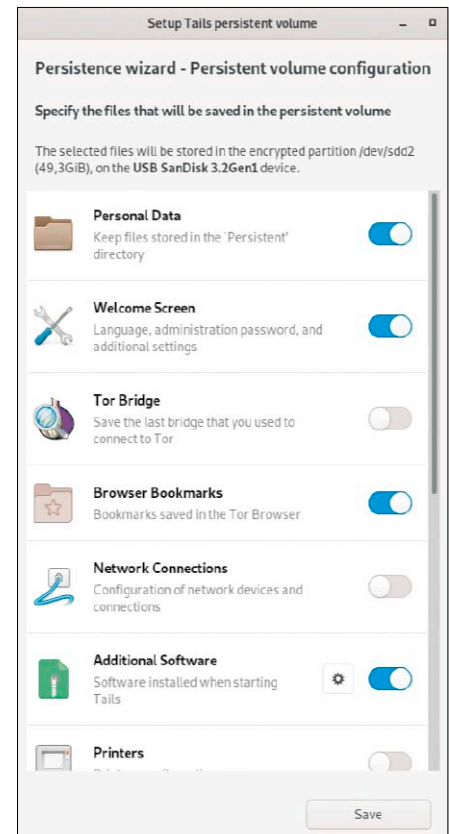 Setup Tails persistent volume
Persistence wizard - Persistent volume configuration
Specify the files that will be saved in the persistent volume
The selected files will be stored in the encrypted partition /dev/sdd2
(49,3GiB), on the USB SanDisk 3.2Gen1 device.
Personal Data
Keep files stored in the `Persistent'
directory
Welcome Screen
Language, administration password, and
additional settings
Tor Bridge
Save the last bridge that you used to
connect to Tor
Browser Bookmarks
Bookmarks saved in the Tor Browser
Network Connections
Configuration of network devices and
connections
Additional Software
Software installed when starting
Tails
Printers
Save